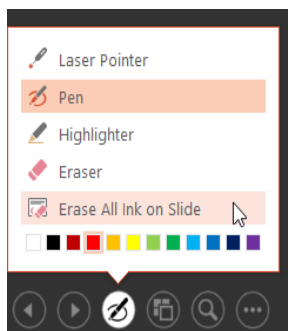 Laser Pointer
Pen
Highlighter
Eraser
Erase All Ink on Slide